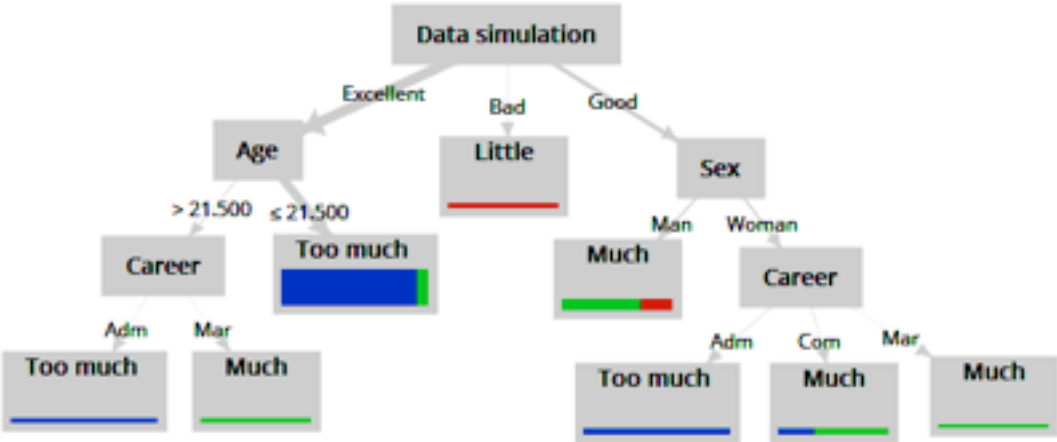 Data simulation
Excellent
Bad
Good
Age
Little
Sex
> 21.500
≤ 21.500
Man
Woman
Career
Too much
Much
Career
Adm
Mar
Adm
Com
Mar
Too much
Much
Too much
Much
Much